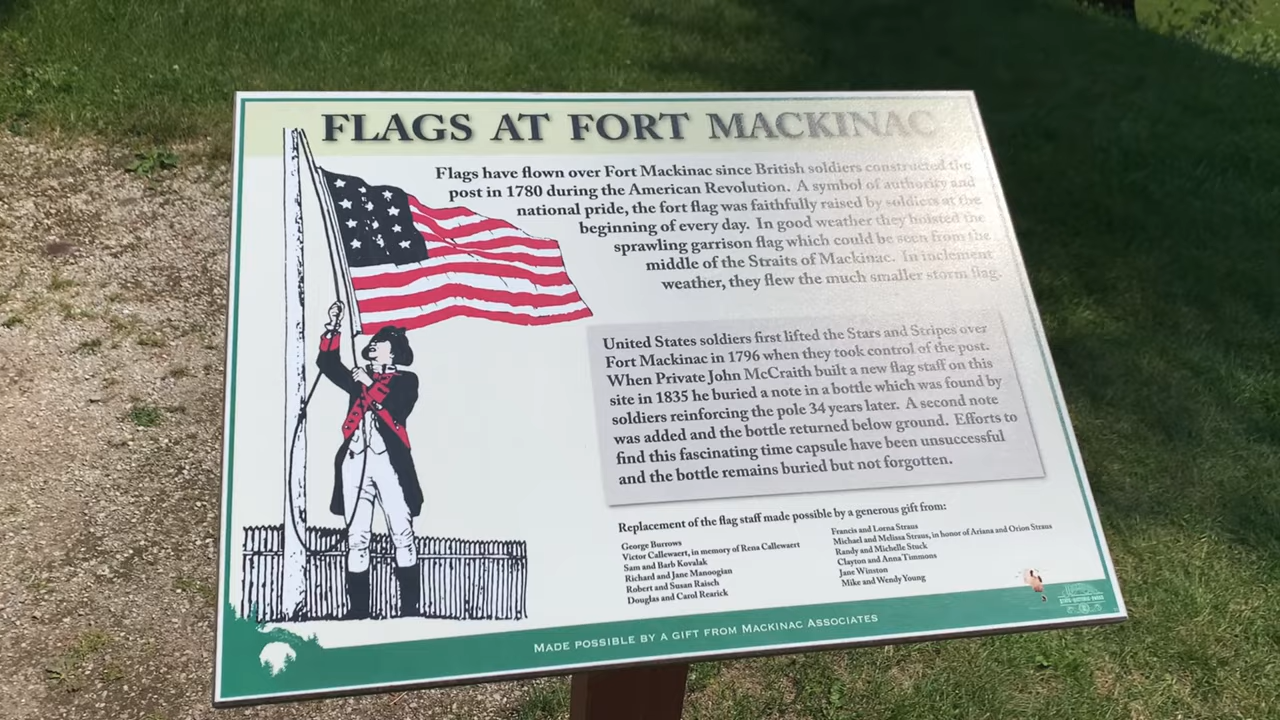 FLAGS AT FORT MACKINAC
Flags have flown over Fort Mackinac since British soldiers constructed the
post in 1780 during the American Revolution. A symbol of authority and
national pride, the fort flag was faithfully raised by soldiers at the
beginning of every day. In good weather they hoisted the
sprawling garrison flag which could be seen from the
middle of the Straits of Mackinac. In inclement
weather, they flew the much smaller storm flag.
United States soldiers first lifted the Stars and Stripes over
Fort Mackinac in 1796 when they took control of the post.
When Private John McCraith built a new flag staff on this
site in 1835 he buried a note in a bottle which was found by
soldiers reinforcing the pole 34 years later. A second note
was added and the bottle returned below ground. Efforts to
find this fascinating time capsule have been unsuccessful
and the bottle remains buried but not forgotten.
Replacement of the flag staff made possible by a generous gift from:
George Burrows
Victor Callewaert, in memory of Rena Callewaert
Sam and Barb Kovalak
Richard and Jane Manoogian
Robert and Susan Raisch
Douglas and Carol Rearick
Francis and Lorna Straus
Michael and Melissa Straus, in honor of Ariana and Orion Straus
Randy and Michelle Stuck
Clayton and Anna Timmons
Jane Winston
Mike and Wendy Young
MADE POSSIBLE BY A GIFT FROM MACKINAC ASSOCIATES